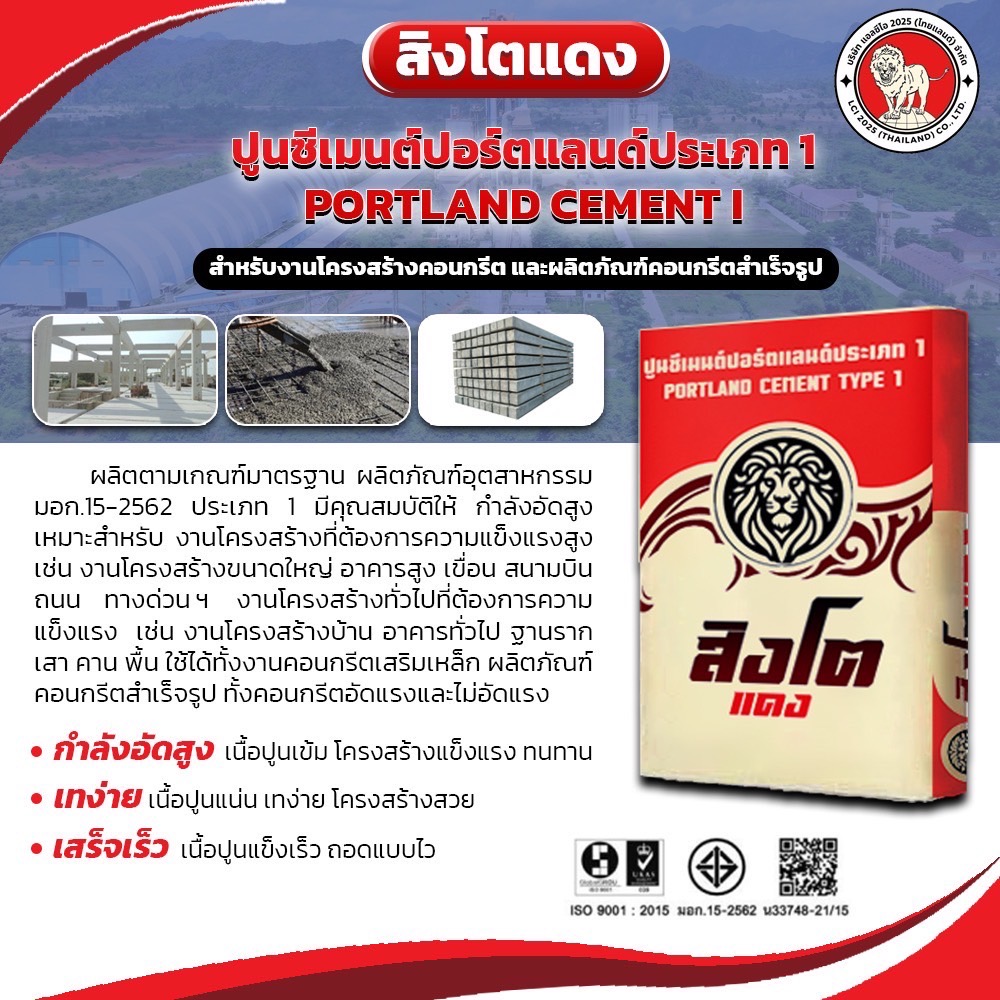 สิงโตแดง
บริษัท แอลซีไอ 2025 (ไทยแลนด์) จำกัด
LCI 2025 (THAILAND) CO., LTD.
ปูนซีเมนต์ปอร์ตแลนด์ประเภท 1
PORTLAND CEMENT I
สำหรับงานโครงสร้างคอนกรีต และผลิตภัณฑ์คอนกรีตสำเร็จรูป
ปูนซีเมนต์ปอร์ตแลนด์ประเภท 1
PORTLAND CEMENT TYPE 1
สิงโต
แดง
ผลิตตามเกณฑ์มาตรฐาน ผลิตภัณฑ์อุตสาหกรรม
มอก.15-2562 ประเภท 1 มีคุณสมบัติให้ กำลังอัดสูง
เหมาะสำหรับ งานโครงสร้างที่ต้องการความแข็งแรงสูง
เช่น งานโครงสร้างขนาดใหญ่ อาคารสูง เขื่อน สนามบิน
ถนน ทางด่วนฯ งานโครงสร้างทั่วไปที่ต้องการความ
แข็งแรง เช่น งานโครงสร้างบ้าน อาคารทั่วไป ฐานราก
เสา คาน พื้น ใช้ได้ทั้งงานคอนกรีตเสริมเหล็ก ผลิตภัณฑ์
คอนกรีตสำเร็จรูป ทั้งคอนกรีตอัดแรงและไม่อัดแรง
• กำลังอัดสูง เนื้อปูนเข้ม โครงสร้างแข็งแรง ทนทาน
• เทง่าย เนื้อปูนแน่น เทง่าย โครงสร้างสวย
• เสร็จเร็ว เนื้อปูนแข็งเร็ว ถอดแบบไว
UKAS
ISO 9001
ISO 9001 : 2015 มอก.15-2562 น33748-21/15